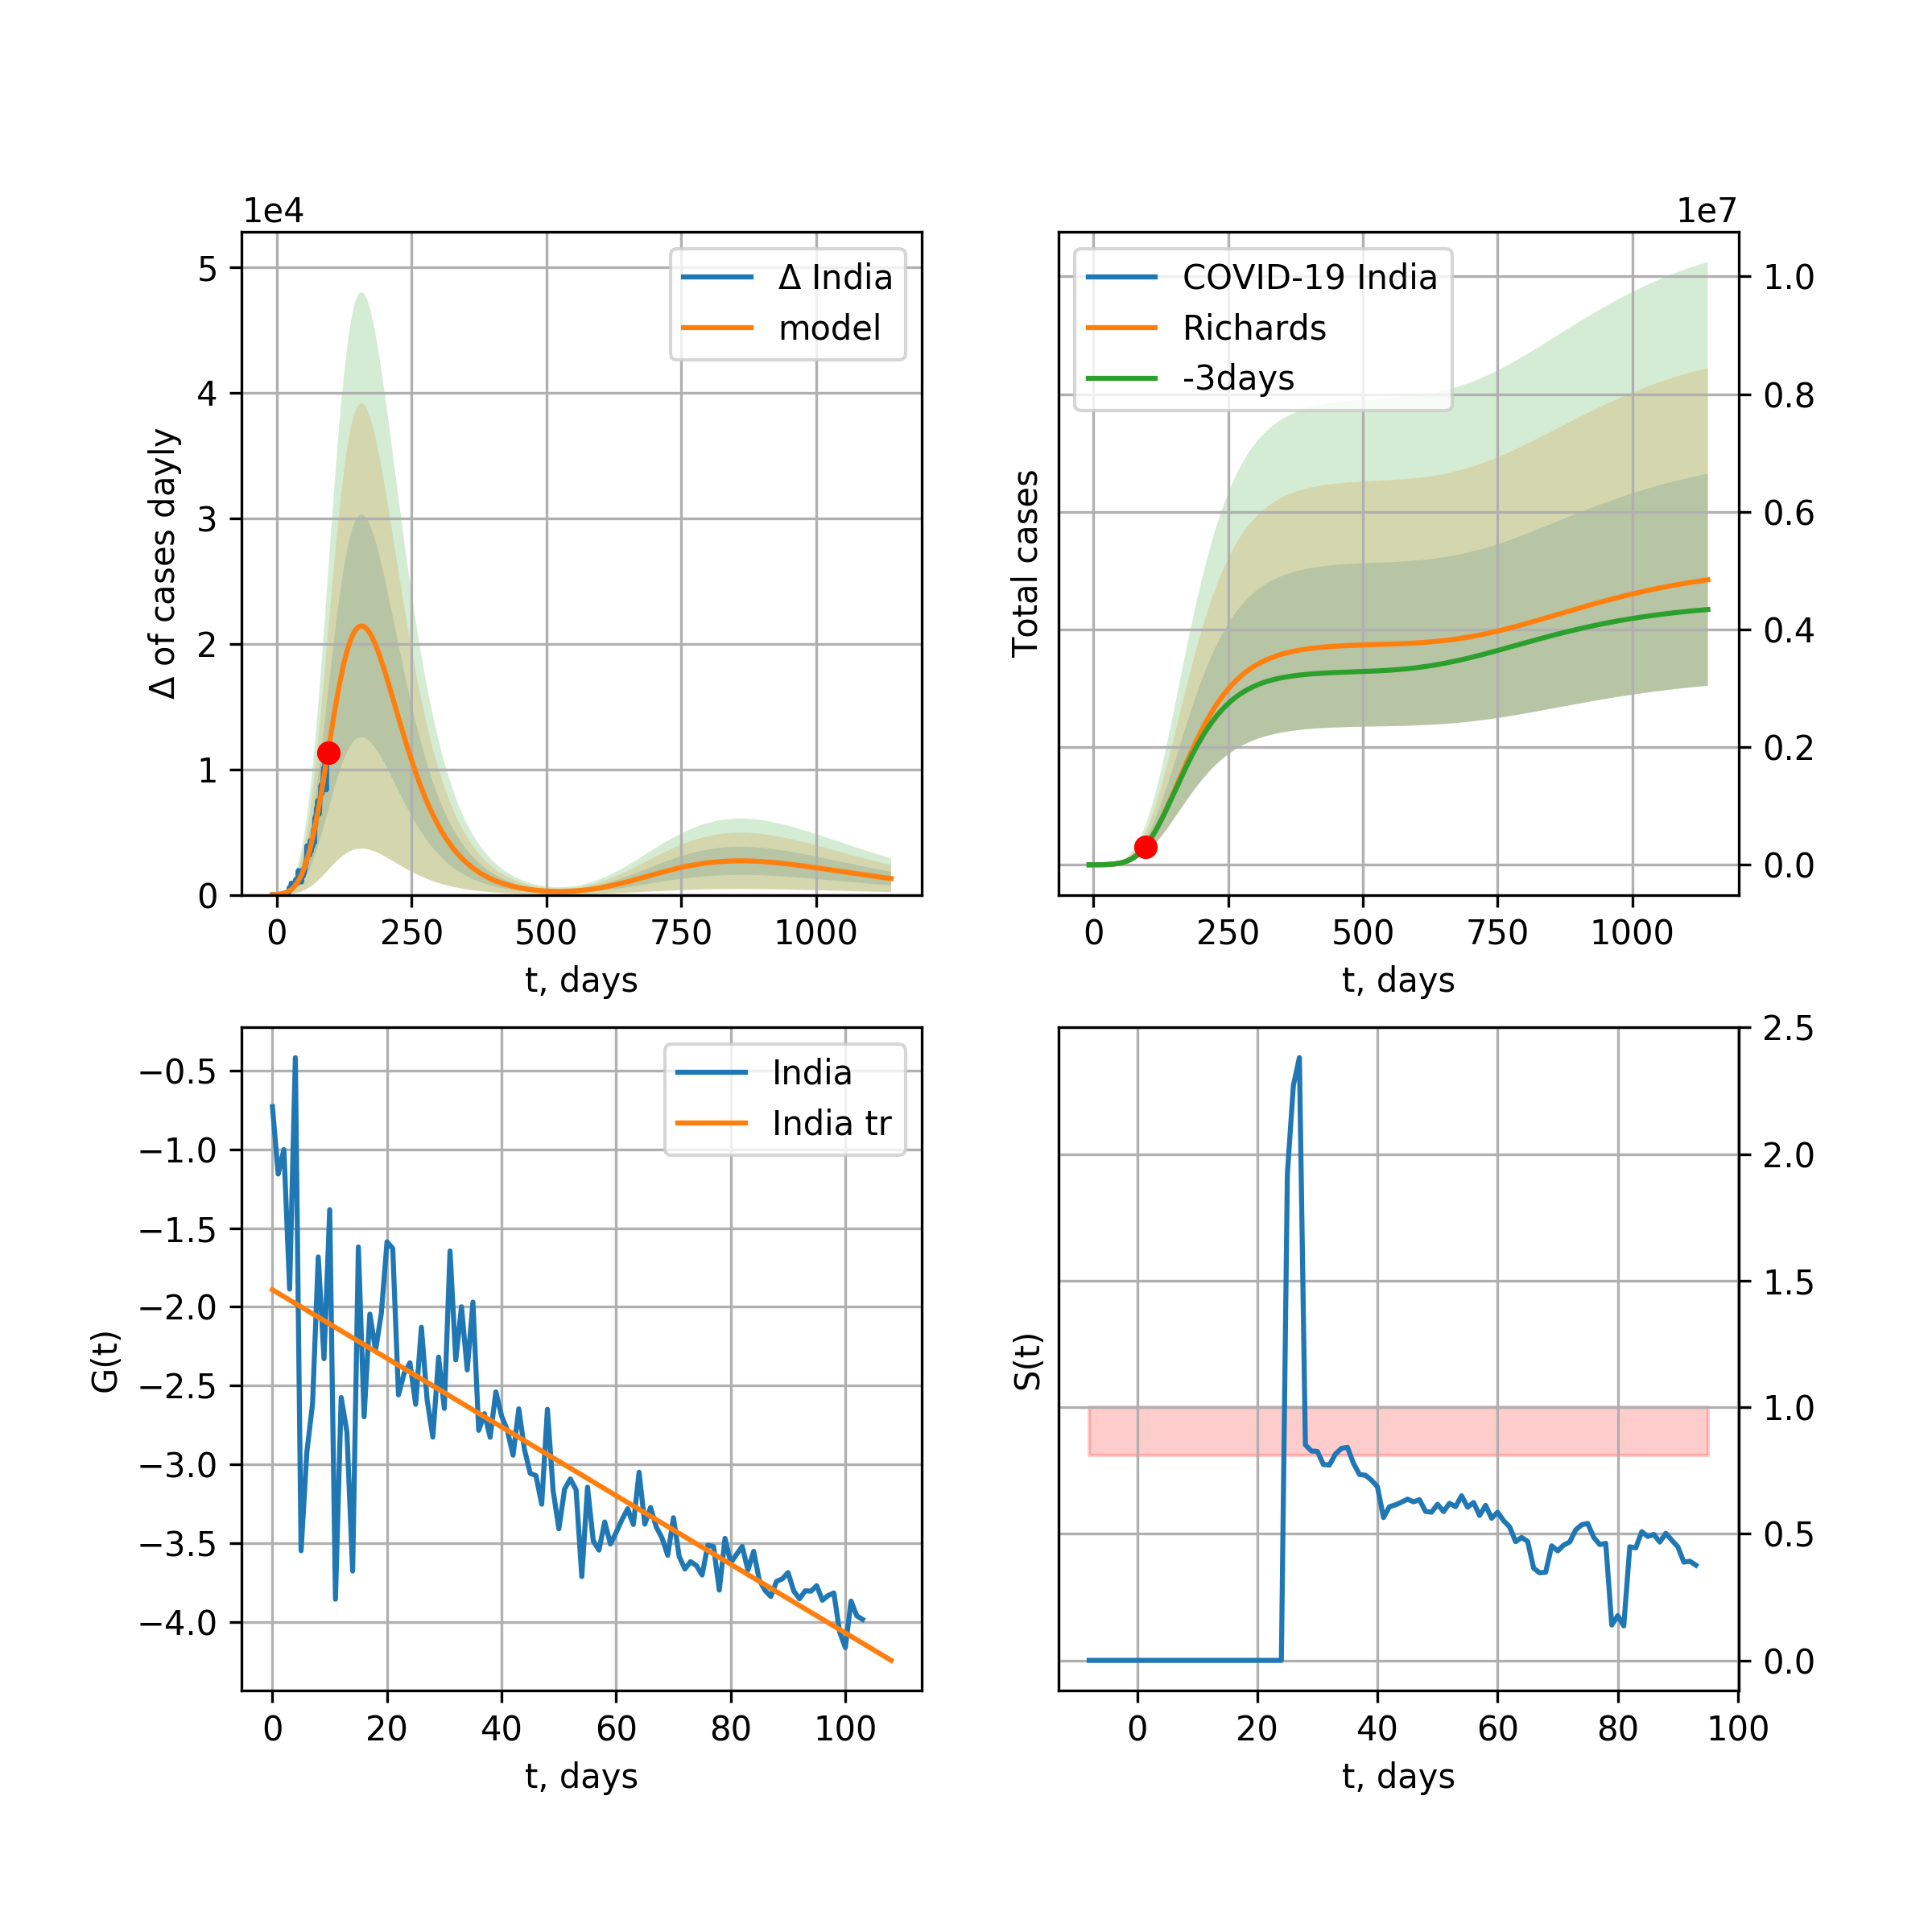 1e4
5
4
3
2
1
0
Δ of cases dayly
Δ India
model
0 250 500 750 1000
t, days
1e7
COVID-19 India
Richards
-3days
Total cases
1.0
0.8
0.6
0.4
0.2
0.0
0 250 500 750 1000
t, days
−0.5
−1.0
−1.5
−2.0
−2.5
−3.0
−3.5
−4.0
G(t)
India
India tr
0 20 40 60 80 100
t, days
S(t)
2.5
2.0
1.5
1.0
0.5
0.0
0 20 40 60 80 100
t, days